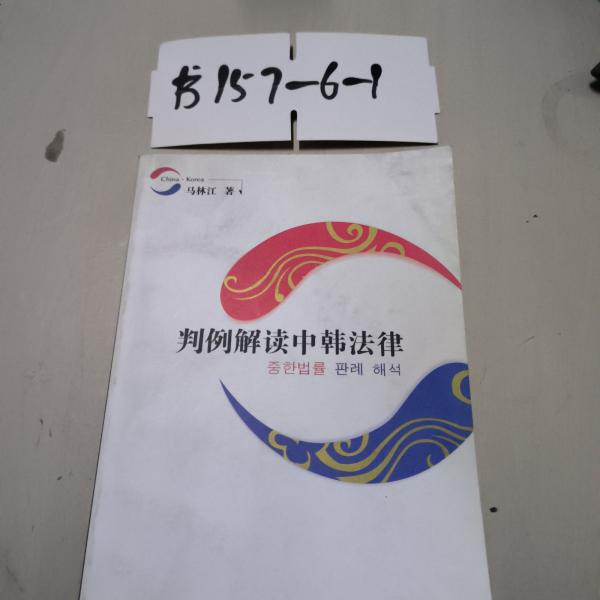 书157-6-1
China · Korea
马林江 著
判例解读中韩法律
중한법률 판례 해석